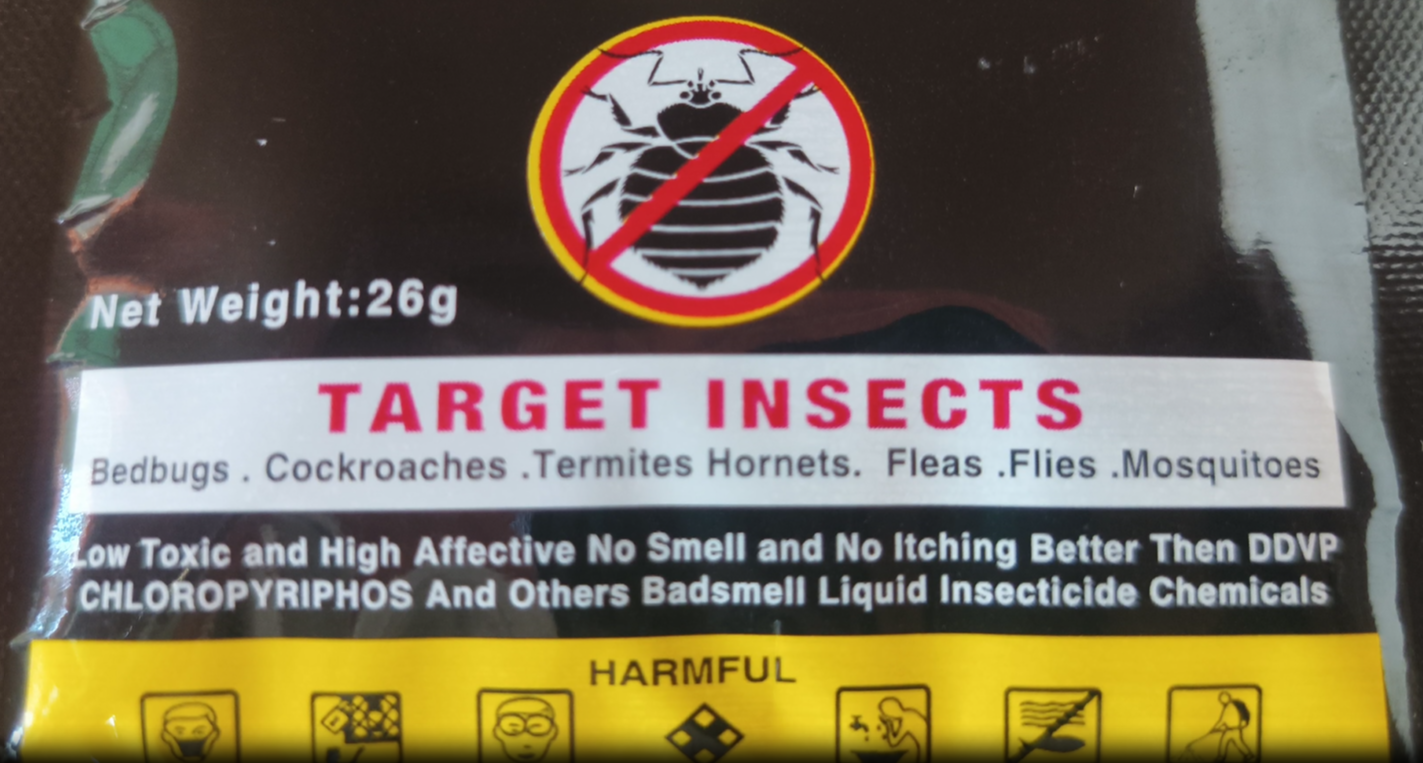 Net Weight:26g
TARGET INSECTS
Bedbugs . Cockroaches .Termites Hornets. Fleas .Flies .Mosquitoes
Low Toxic and High Affective No Smell and No Itching Better Then DDVP
CHLOROPYRIPHOS And Others Badsmell Liquid Insecticide Chemicals
HARMFUL